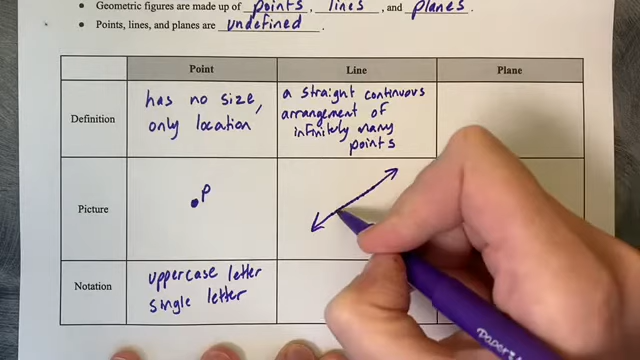 Geometric figures are made up of points, lines, and planes.
Points, lines, and planes are undefined.
Point Line Plane
Definition
has no size,
only location
a straight continuous
arrangement of
infinitely many
points
Picture
P
Notation
uppercase letter
single letter